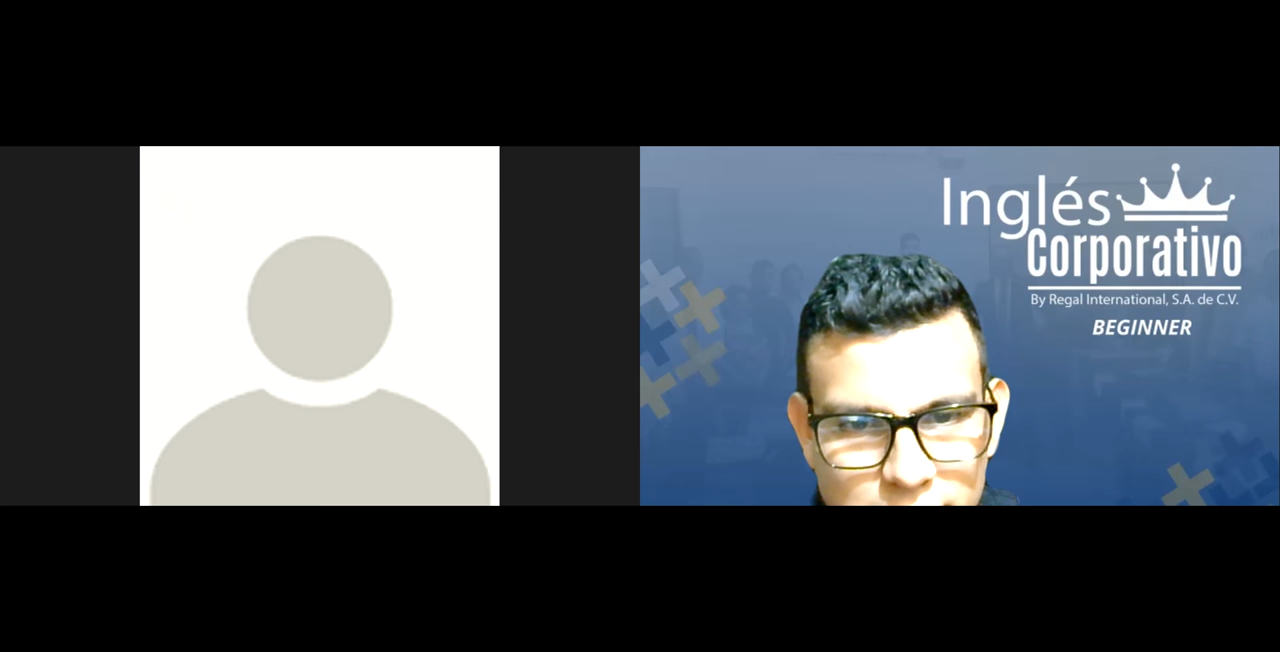 Inglés
Corporativo
By Regal International, S.A. de C.V.
BEGINNER